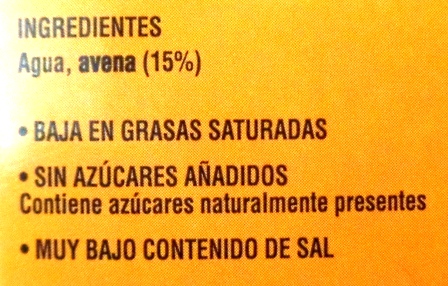 INGREDIENTES
Agua, avena (15%)
• BAJA EN GRASAS SATURADAS
• SIN AZÚCARES AÑADIDOS
Contiene azúcares naturalmente presentes
• MUY BAJO CONTENIDO DE SAL